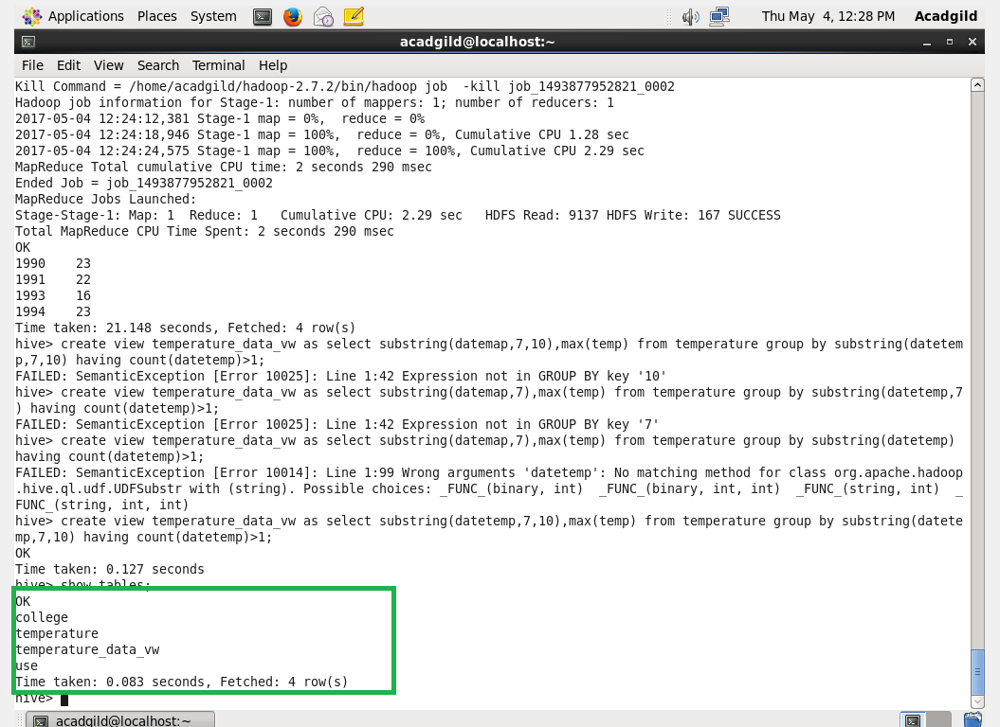 Applications Places System Thu May 4, 12:28 PM Acadgild
acadgild@localhost:~
File Edit View Search Terminal Help
Kill Command = /home/acadgild/hadoop-2.7.2/bin/hadoop job  -kill job_1493877952821_0002
Hadoop job information for Stage-1: number of mappers: 1; number of reducers: 1
2017-05-04 12:24:12,381 Stage-1 map = 0%,  reduce = 0%
2017-05-04 12:24:18,946 Stage-1 map = 100%,  reduce = 0%, Cumulative CPU 1.28 sec
2017-05-04 12:24:24,575 Stage-1 map = 100%,  reduce = 100%, Cumulative CPU 2.29 sec
MapReduce Total cumulative CPU time: 2 seconds 290 msec
Ended Job = job_1493877952821_0002
MapReduce Jobs Launched:
Stage-Stage-1: Map: 1  Reduce: 1   Cumulative CPU: 2.29 sec   HDFS Read: 9137 HDFS Write: 167 SUCCESS
Total MapReduce CPU Time Spent: 2 seconds 290 msec
OK
1990    23
1991    22
1993    16
1994    23
Time taken: 21.148 seconds, Fetched: 4 row(s)
hive> create view temperature_data_vw as select substring(datemap,7,10),max(temp) from temperature group by substring(datetem
p,7,10) having count(datetemp)>1;
FAILED: SemanticException [Error 10025]: Line 1:42 Expression not in GROUP BY key '10'
hive> create view temperature_data_vw as select substring(datemap,7),max(temp) from temperature group by substring(datetemp,7
) having count(datetemp)>1;
FAILED: SemanticException [Error 10025]: Line 1:42 Expression not in GROUP BY key '7'
hive> create view temperature_data_vw as select substring(datemap,7),max(temp) from temperature group by substring(datetemp)
having count(datetemp)>1;
FAILED: SemanticException [Error 10014]: Line 1:99 Wrong arguments 'datetemp': No matching method for class org.apache.hadoop
.hive.ql.udf.UDFSubstr with (string). Possible choices: _FUNC_(binary, int)  _FUNC_(binary, int, int)  _FUNC_(string, int)  _
FUNC_(string, int, int)
hive> create view temperature_data_vw as select substring(datetemp,7,10),max(temp) from temperature group by substring(datete
mp,7,10) having count(datetemp)>1;
OK
Time taken: 0.127 seconds
hive> show tables;
OK
college
temperature
temperature_data_vw
use
Time taken: 0.083 seconds, Fetched: 4 row(s)
hive>
acadgild@localhost:~